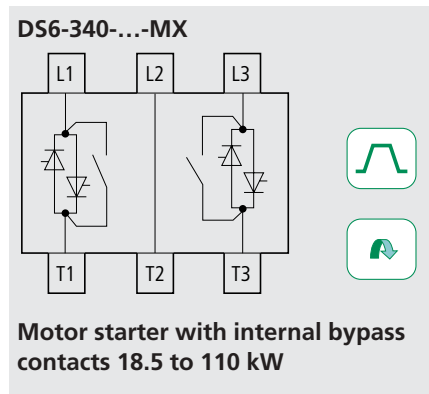 DS6-340-...-MX
L1 L2 L3
T1 T2 T3
Motor starter with internal bypass
contacts 18.5 to 110 kW